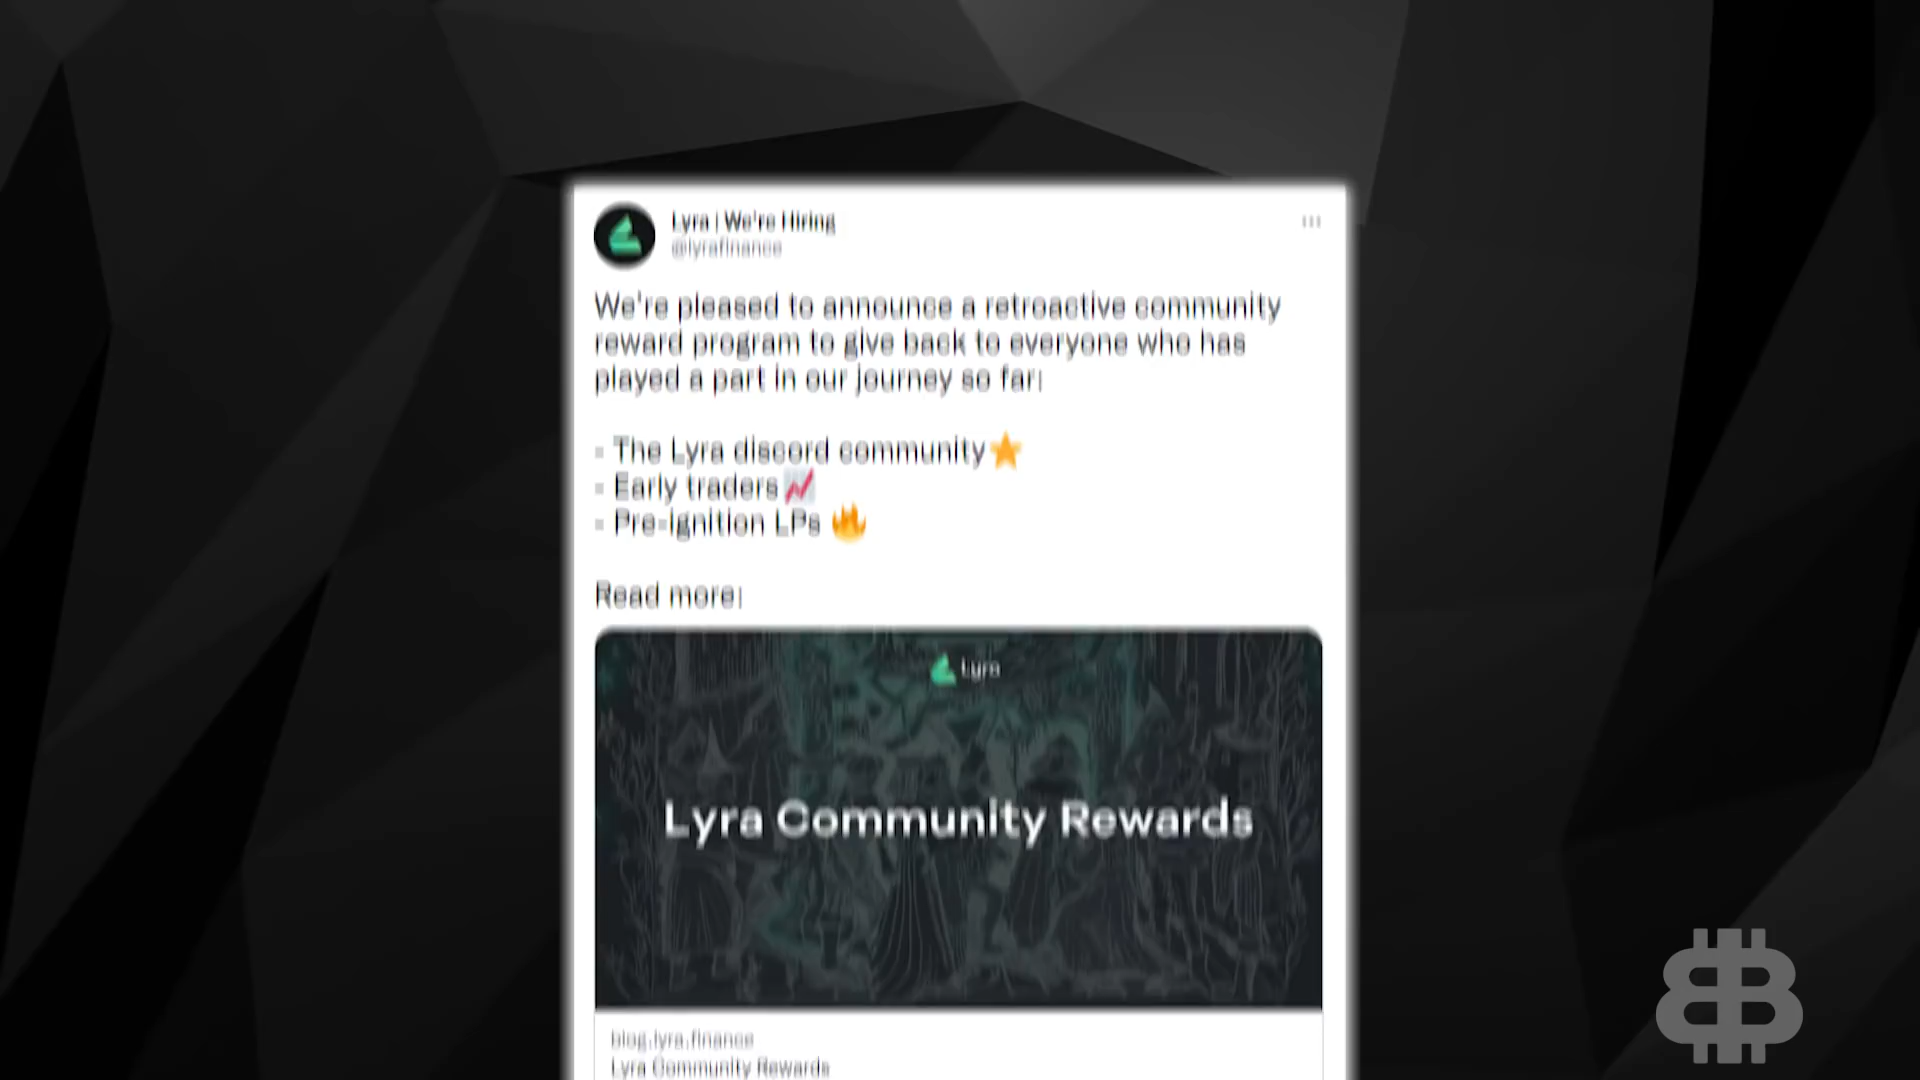 Lyra | We're Hiring
@lyrafinance
We're pleased to announce a retroactive community
reward program to give back to everyone who has
played a part in our journey so far:
- The Lyra discord community⭐
- Early traders📈
- Pre-ignition LPs 🔥
Read more:
Lyra
Lyra Community Rewards
blog.lyra.finance
Lyra Community Rewards